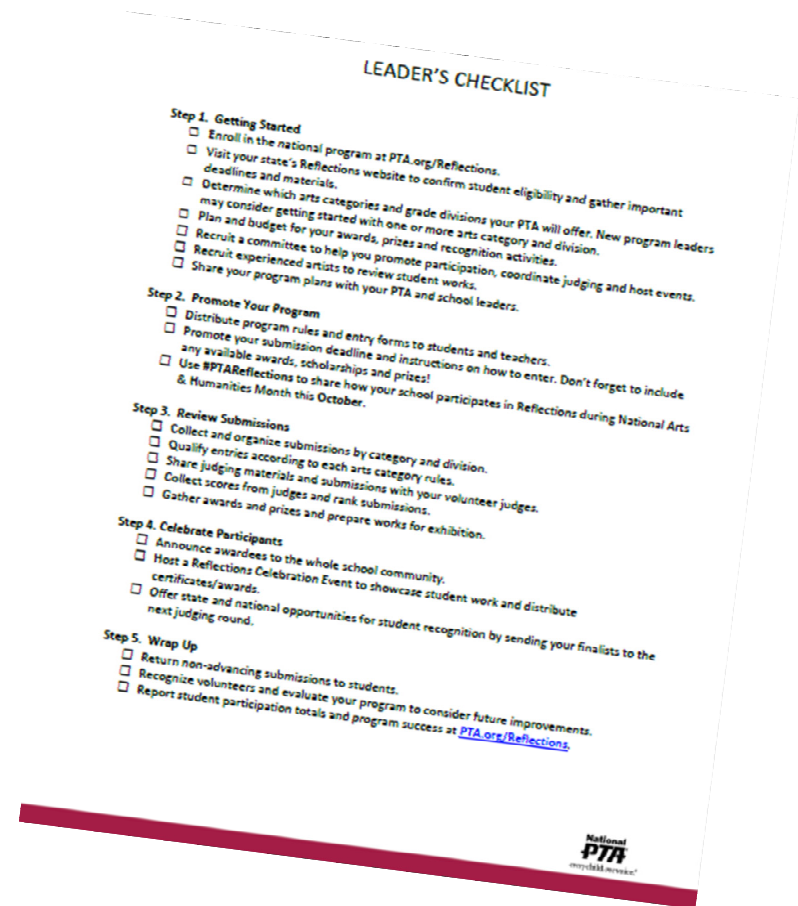 LEADER'S CHECKLIST
Step 1. Getting Started
☐ Enroll in the national program at PTA.org/Reflections.
☐ Visit your state's Reflections website to confirm student eligibility and gather important
deadlines and materials.
☐ Determine which arts categories and grade divisions your PTA will offer. New program leaders
may consider getting started with one or more arts category and division.
☐ Plan and budget for your awards, prizes and recognition activities.
☐ Recruit a committee to help you promote participation, coordinate judging and host events.
☐ Recruit experienced artists to review student works.
☐ Share your program plans with your PTA and school leaders.
Step 2. Promote Your Program
☐ Distribute program rules and entry forms to students and teachers.
☐ Promote your submission deadline and instructions on how to enter. Don't forget to include
any available awards, scholarships and prizes!
☐ Use #PTAReflections to share how your school participates in Reflections during National Arts
& Humanities Month this October.
Step 3. Review Submissions
☐ Collect and organize submissions by category and division.
☐ Qualify entries according to each arts category rules.
☐ Share judging materials and submissions with your volunteer judges.
☐ Collect scores from judges and rank submissions.
☐ Gather awards and prizes and prepare works for exhibition.
Step 4. Celebrate Participants
☐ Announce awardees to the whole school community.
☐ Host a Reflections Celebration Event to showcase student work and distribute
certificates/awards.
☐ Offer state and national opportunities for student recognition by sending your finalists to the
next judging round.
Step 5. Wrap Up
☐ Return non-advancing submissions to students.
☐ Recognize volunteers and evaluate your program to consider future improvements.
☐ Report student participation totals and program success at PTA.org/Reflections.
National
PTA
everychild.onevoice.®